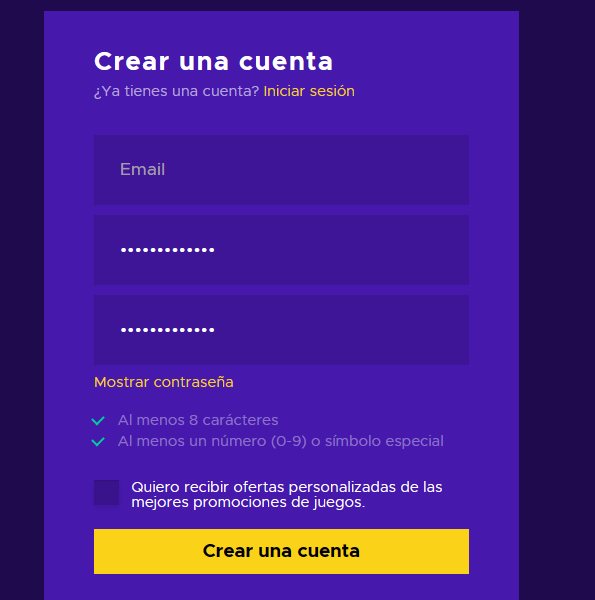 Crear una cuenta
¿Ya tienes una cuenta? Iniciar sesión
Email
•••••••••••••
•••••••••••••
Mostrar contraseña
Al menos 8 carácteres
Al menos un número (0-9) o símbolo especial
Quiero recibir ofertas personalizadas de las
mejores promociones de juegos.
Crear una cuenta